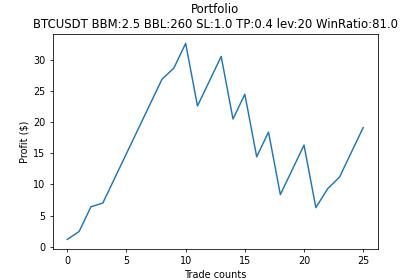 Portfolio
BTCUSDT BBM:2.5 BBL:260 SL:1.0 TP:0.4 lev:20 WinRatio:81.0
30
25
20
15
10
5
0
Profit ($)
0 5 10 15 20 25
Trade counts